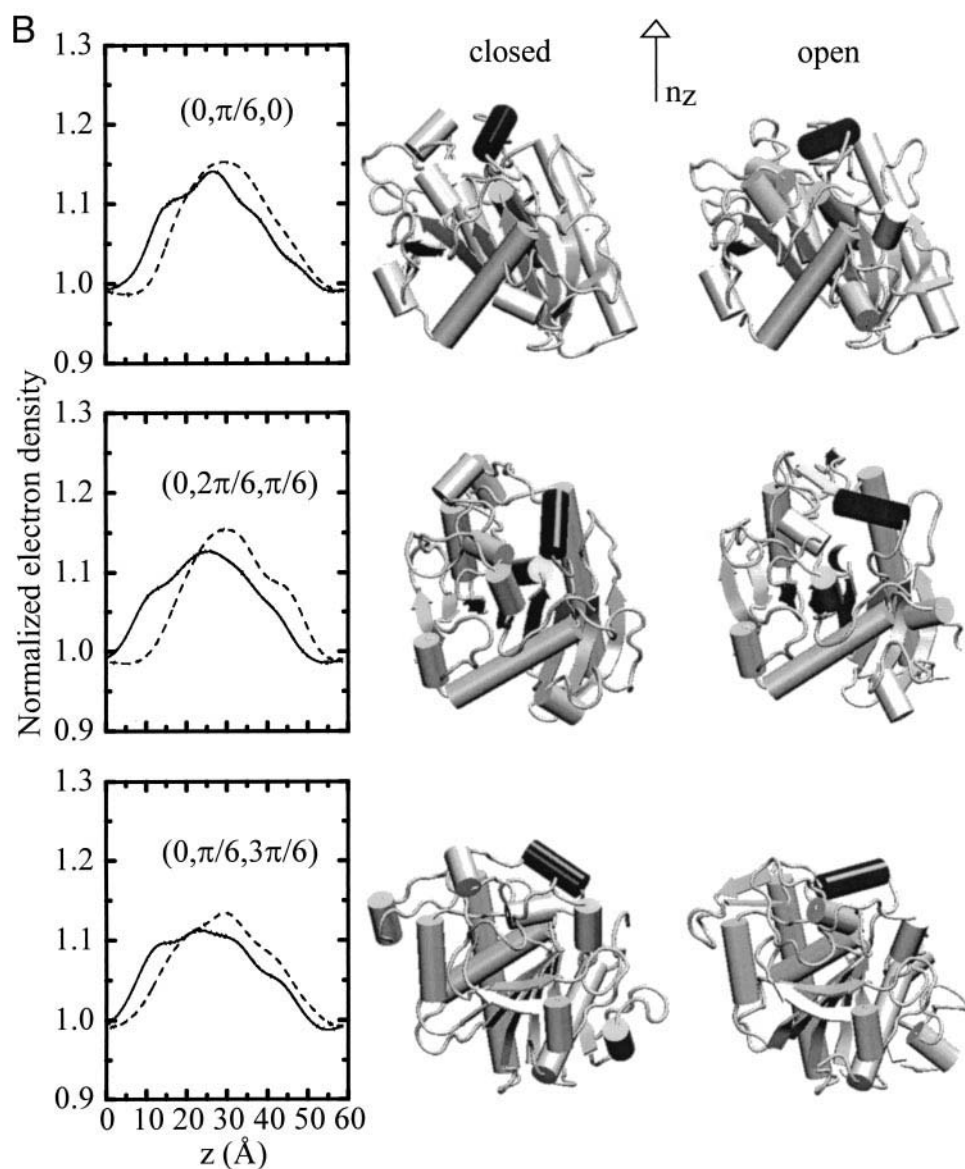 B
closed
open
nz
Normalized electron density
1.3
1.2
1.1
1.0
0.9
(0,π/6,0)
1.3
1.2
1.1
1.0
0.9
(0,2π/6,π/6)
1.3
1.2
1.1
1.0
0.9
(0,π/6,3π/6)
0 10 20 30 40 50 60
z (Å)